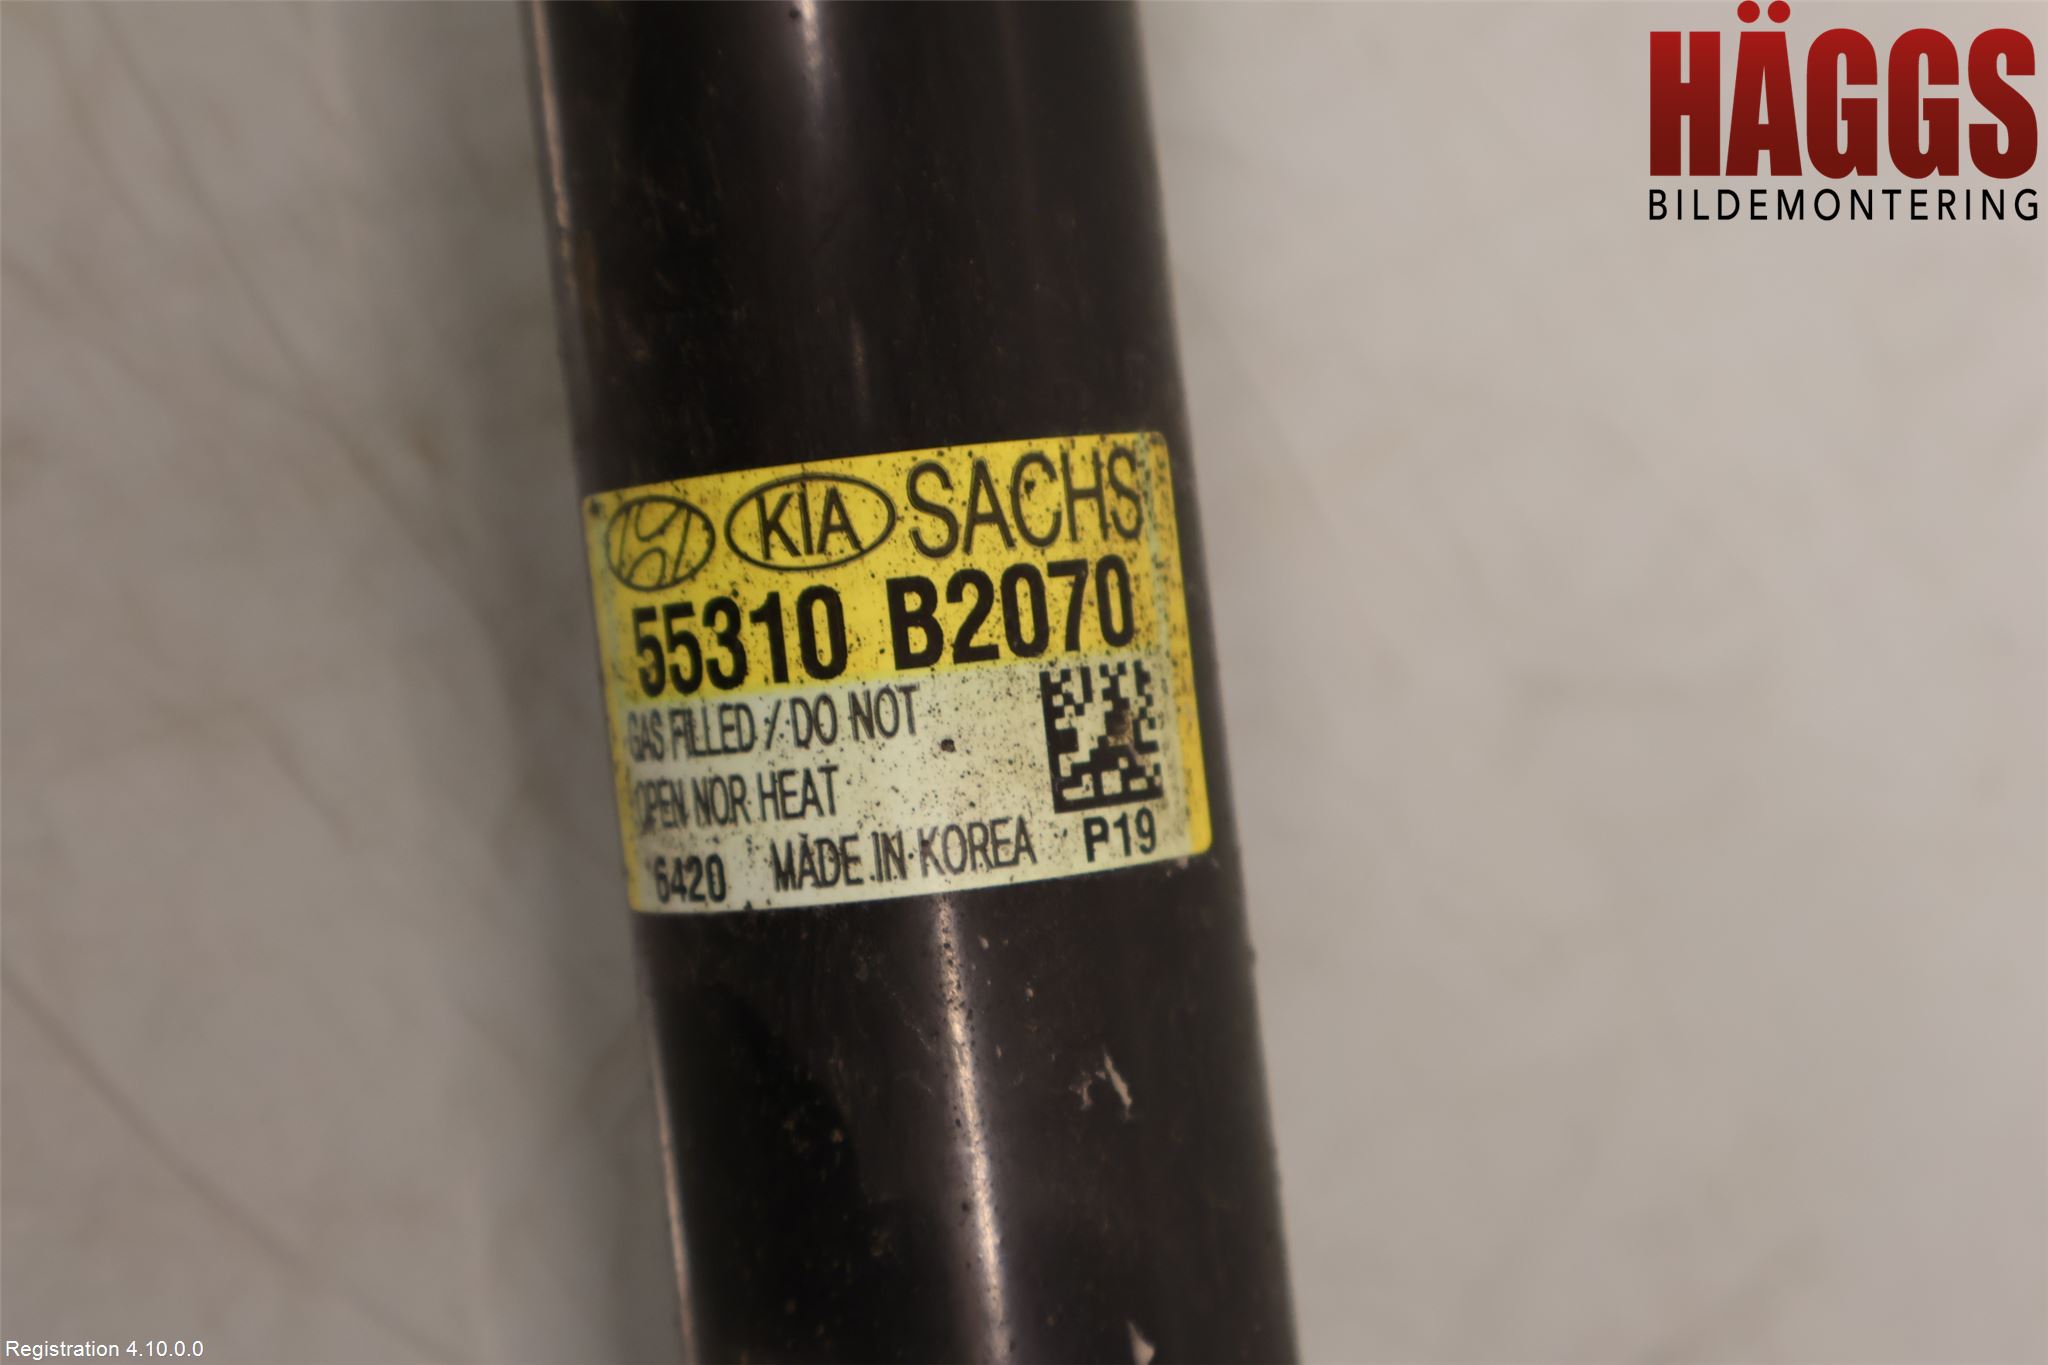 HÄGGS
BILDEMONTERING
KIA SACHS
55310 B2070
GAS FILLED / DO NOT
OPEN NOR HEAT
6420 MADE IN KOREA P19
Registration 4.10.0.0